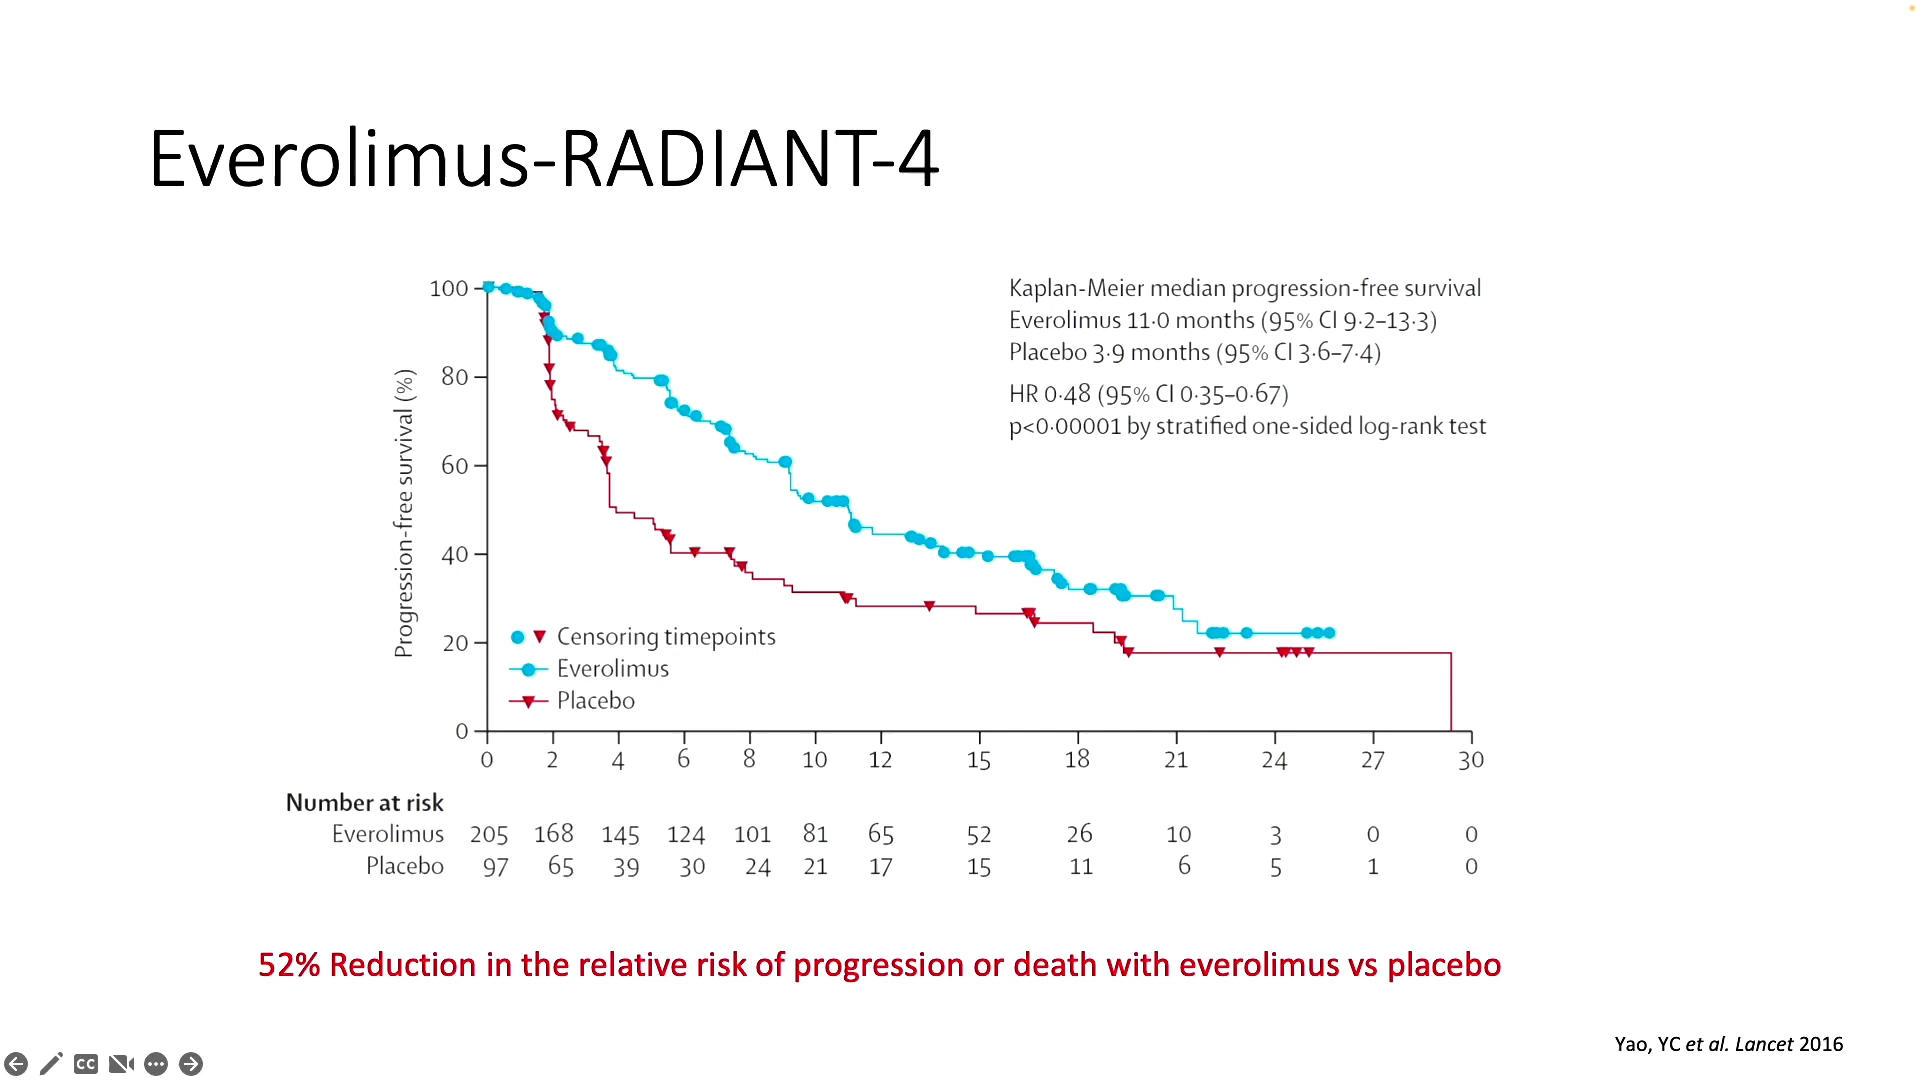 Everolimus-RADIANT-4
Kaplan-Meier median progression-free survival
Everolimus 11·0 months (95% CI 9·2–13·3)
Placebo 3·9 months (95% CI 3·6–7·4)
HR 0·48 (95% CI 0·35–0·67)
p<0·00001 by stratified one-sided log-rank test
Progression-free survival (%)
100
80
60
40
20
0
Censoring timepoints
Everolimus
Placebo
0 2 4 6 8 10 12 15 18 21 24 27 30
Number at risk
Everolimus 205 168 145 124 101 81 65 52 26 10 3 0 0
Placebo 97 65 39 30 24 21 17 15 11 6 5 1 0
52% Reduction in the relative risk of progression or death with everolimus vs placebo
Yao, YC et al. Lancet 2016
CC